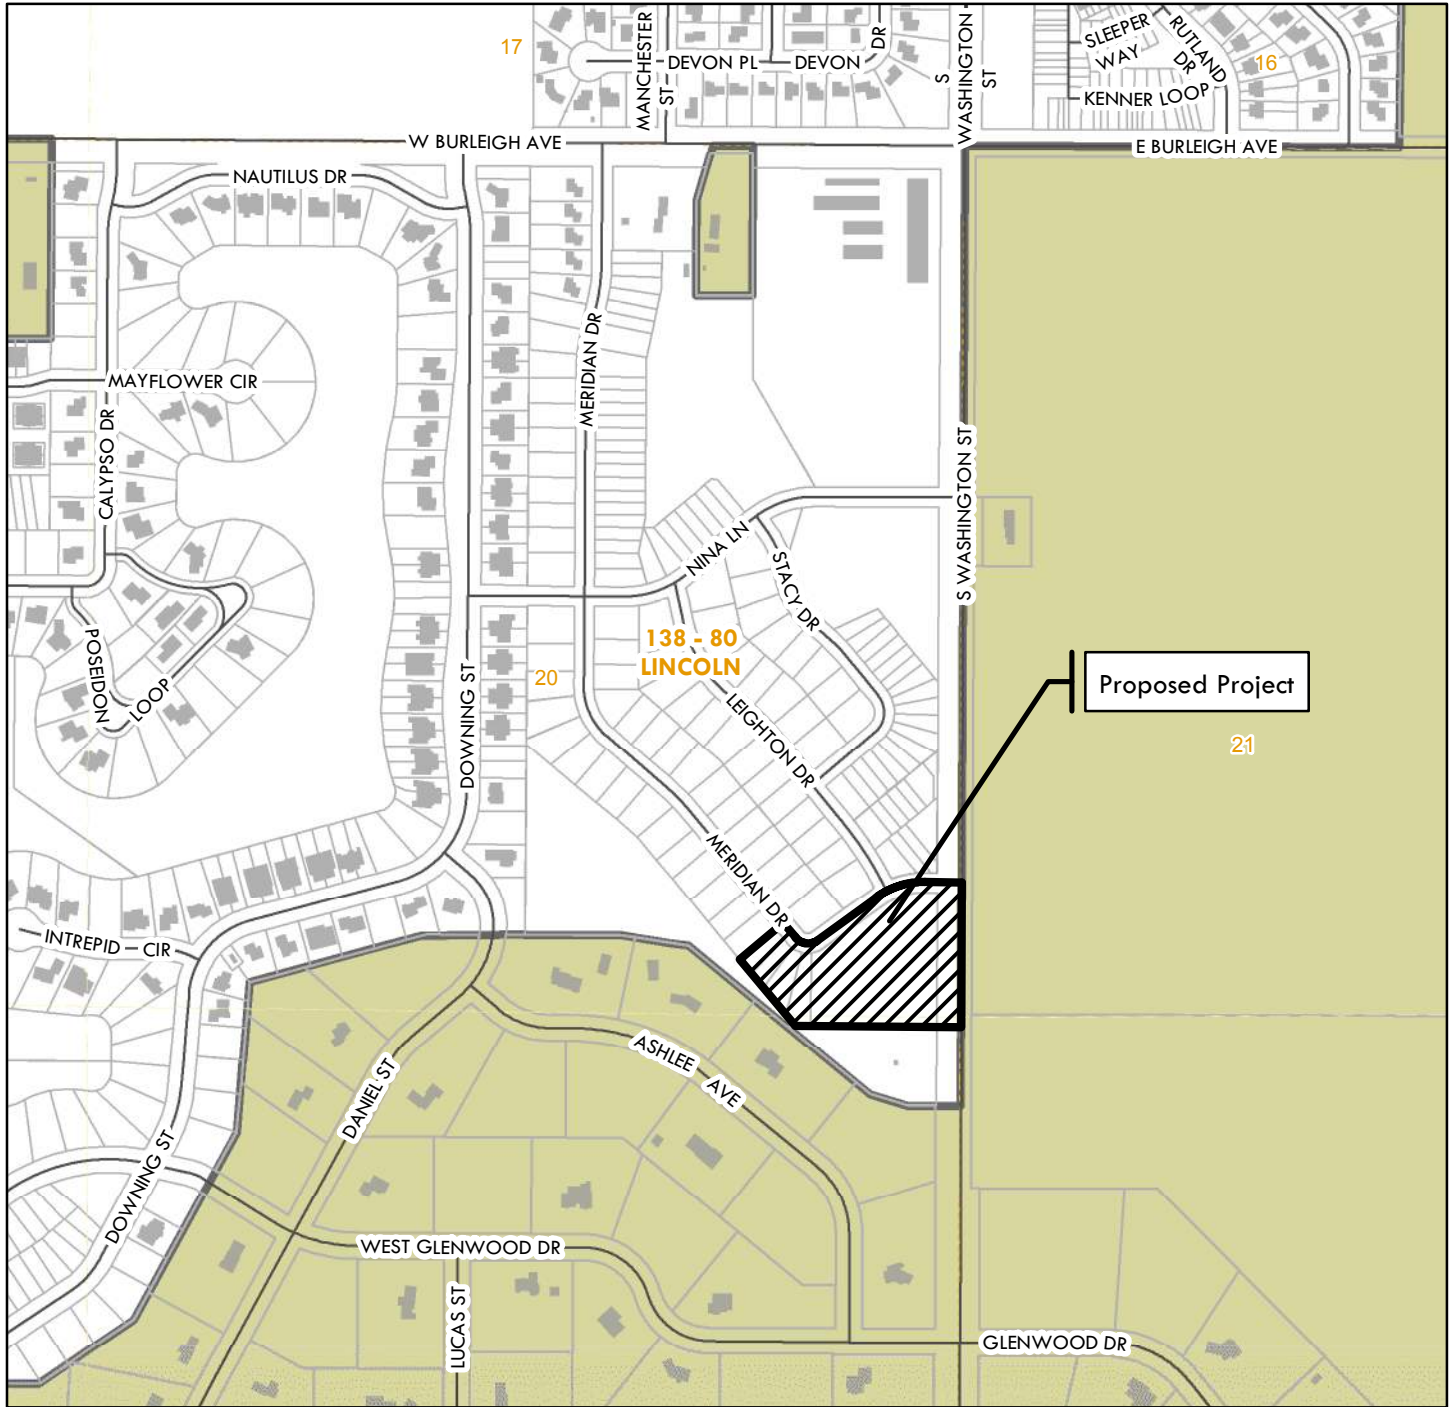 17
MANCHESTER
ST
DEVON PL
DEVON
DR
S
WASHINGTON
ST
SLEEPER
WAY
RUTLAND
DR
16
KENNER LOOP
W BURLEIGH AVE
E BURLEIGH AVE
NAUTILUS DR
MERIDIAN DR
MAYFLOWER CIR
CALYPSO DR
S WASHINGTON ST
NINA LN
STACY DR
138 - 80
LINCOLN
20
POSEIDON
LOOP
DOWNING ST
LEIGHTON DR
Proposed Project
21
MERIDIAN DR
INTREPID
CIR
ASHLEE
AVE
DANIEL ST
DOWNING ST
WEST GLENWOOD DR
LUCAS ST
GLENWOOD DR